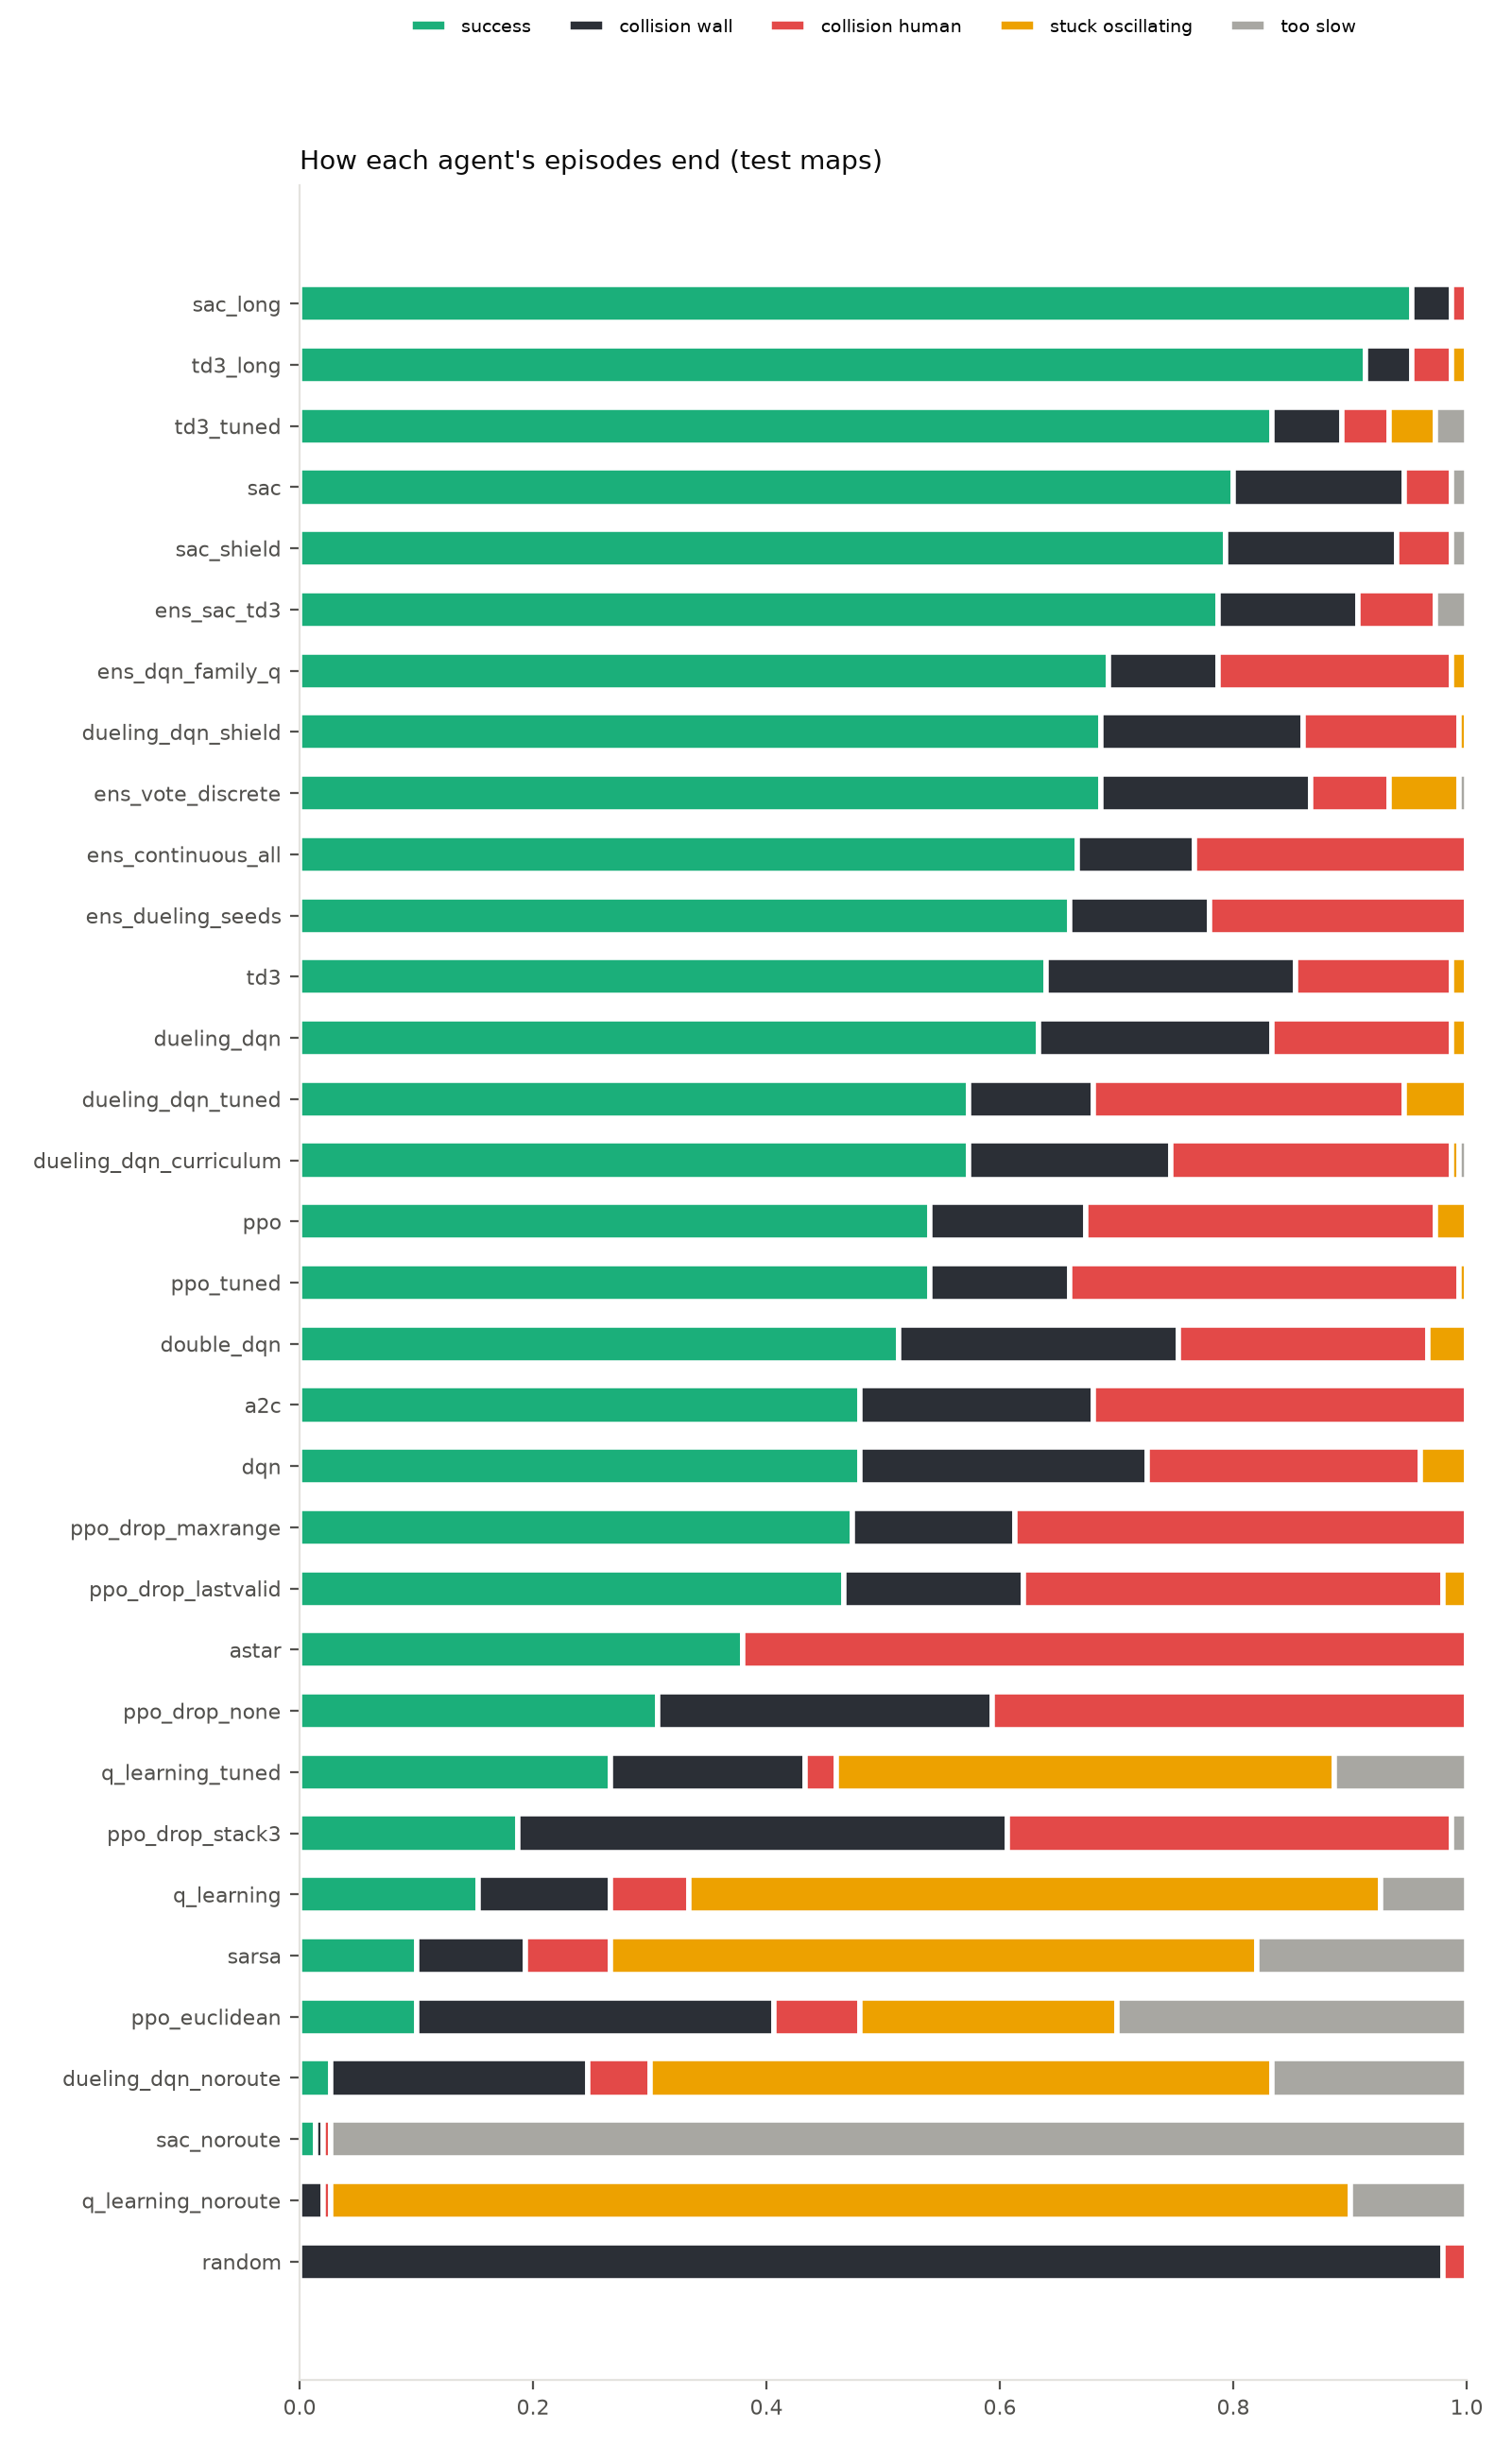 success collision wall collision human stuck oscillating too slow
How each agent's episodes end (test maps)
sac_long
td3_long
td3_tuned
sac
sac_shield
ens_sac_td3
ens_dqn_family_q
dueling_dqn_shield
ens_vote_discrete
ens_continuous_all
ens_dueling_seeds
td3
dueling_dqn
dueling_dqn_tuned
dueling_dqn_curriculum
ppo
ppo_tuned
double_dqn
a2c
dqn
ppo_drop_maxrange
ppo_drop_lastvalid
astar
ppo_drop_none
q_learning_tuned
ppo_drop_stack3
q_learning
sarsa
ppo_euclidean
dueling_dqn_noroute
sac_noroute
q_learning_noroute
random
0.0 0.2 0.4 0.6 0.8 1.0